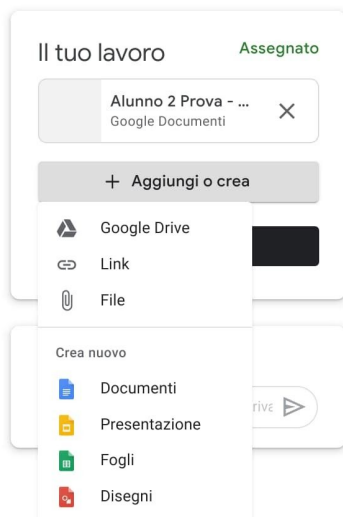 Il tuo lavoro
Assegnato
Alunno 2 Prova - ...
Google Documenti
+ Aggiungi o crea
Google Drive
Link
File
Crea nuovo
Documenti
Presentazione
Fogli
Disegni